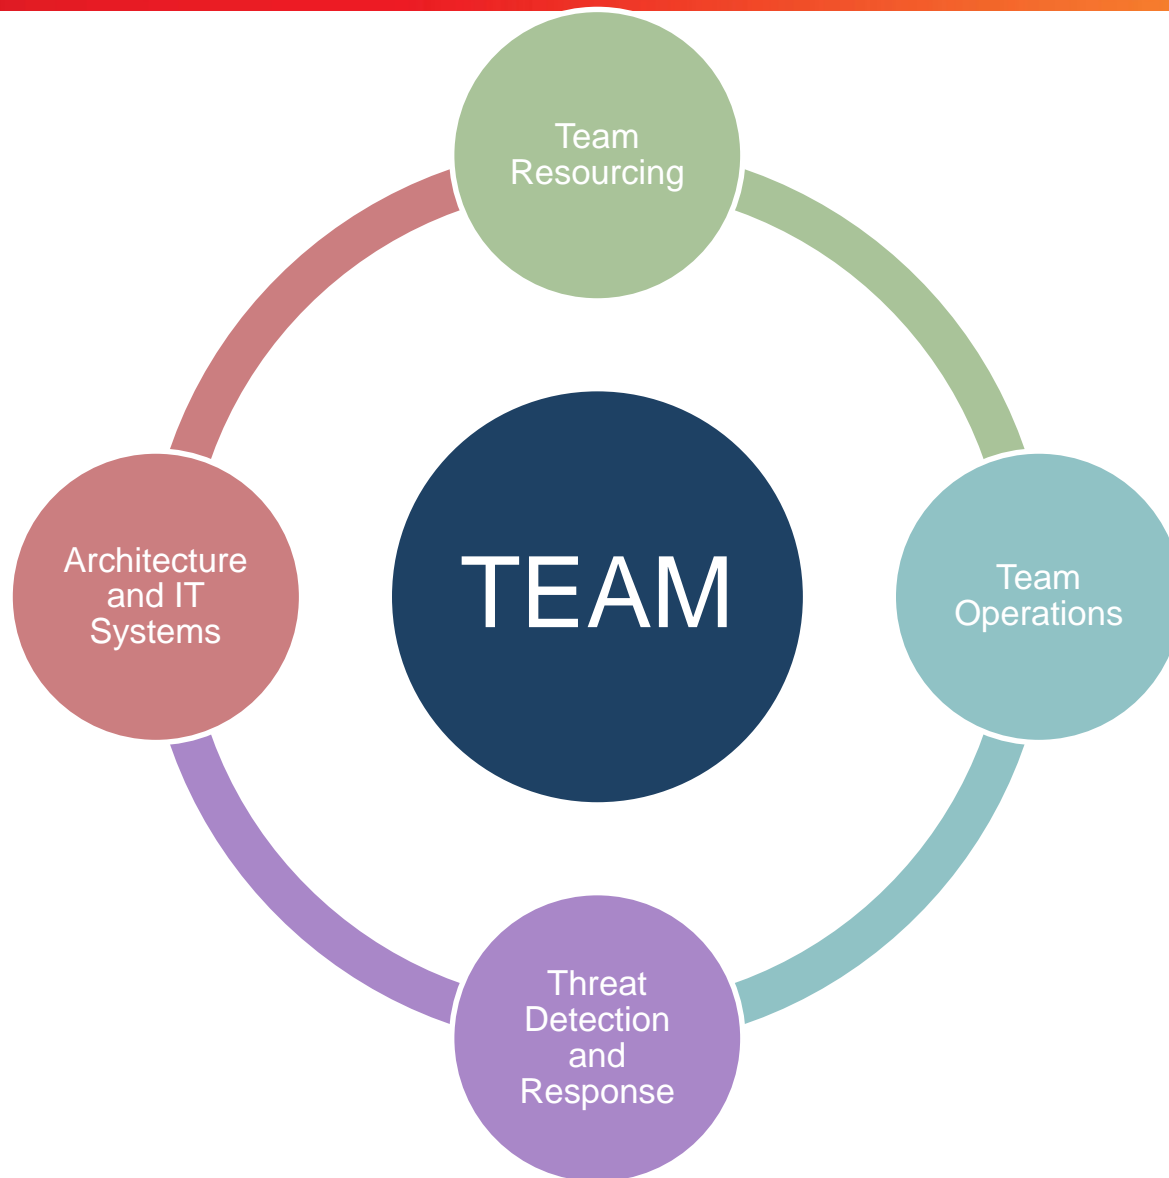 Team
Resourcing
Architecture
and IT
Systems
TEAM
Team
Operations
Threat
Detection
and
Response